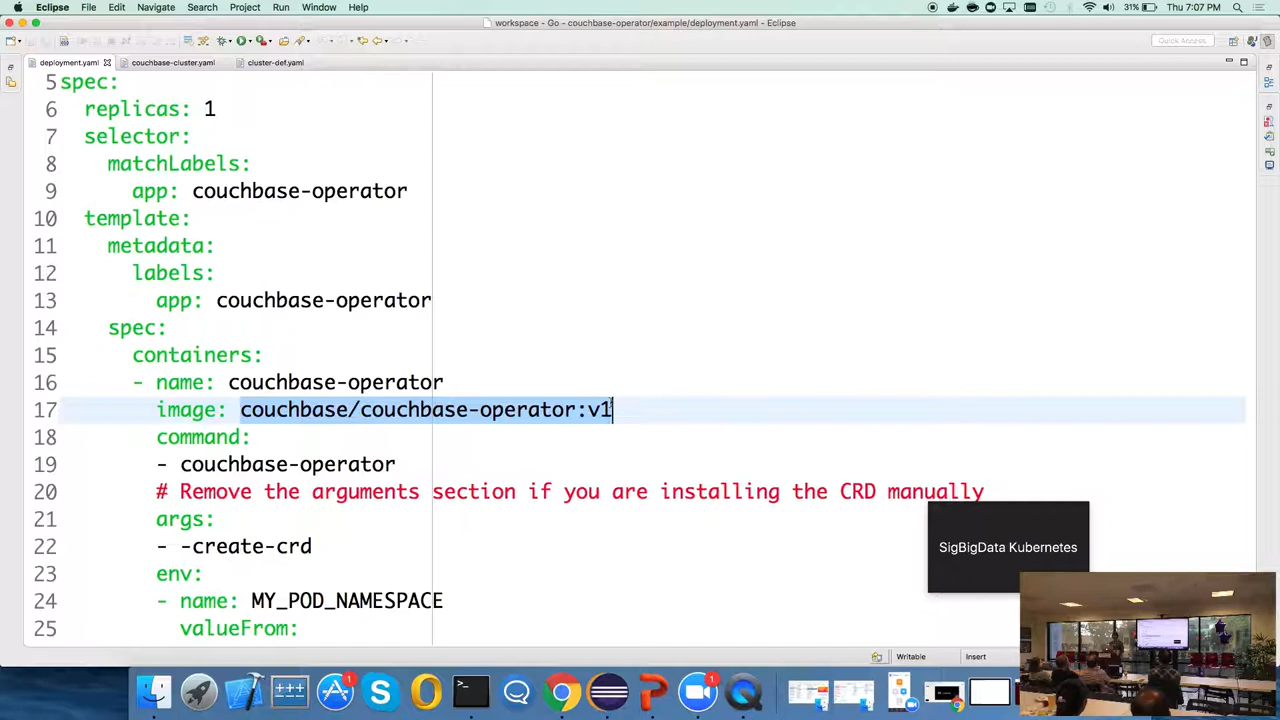 Eclipse File Edit Navigate Search Project Run Window Help
31% Thu 7:07 PM
workspace - Go - couchbase-operator/example/deployment.yaml - Eclipse
Quick Access
deployment.yaml couchbase-cluster.yaml cluster-def.yaml
5 spec:
6 replicas: 1
7 selector:
8 matchLabels:
9 app: couchbase-operator
10 template:
11 metadata:
12 labels:
13 app: couchbase-operator
14 spec:
15 containers:
16 - name: couchbase-operator
17 image: couchbase/couchbase-operator:v1
18 command:
19 - couchbase-operator
20 # Remove the arguments section if you are installing the CRD manually
21 args:
22 - -create-crd
23 env:
24 - name: MY_POD_NAMESPACE
25 valueFrom:
SigBigData Kubernetes
Writable Insert
1
1